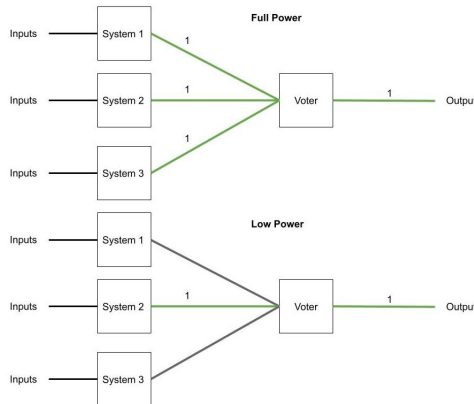 Full Power
Inputs
System 1
1
Inputs
System 2
1
Voter
1
Output
1
Inputs
System 3
Low Power
Inputs
System 1
Inputs
System 2
1
Voter
1
Output
Inputs
System 3